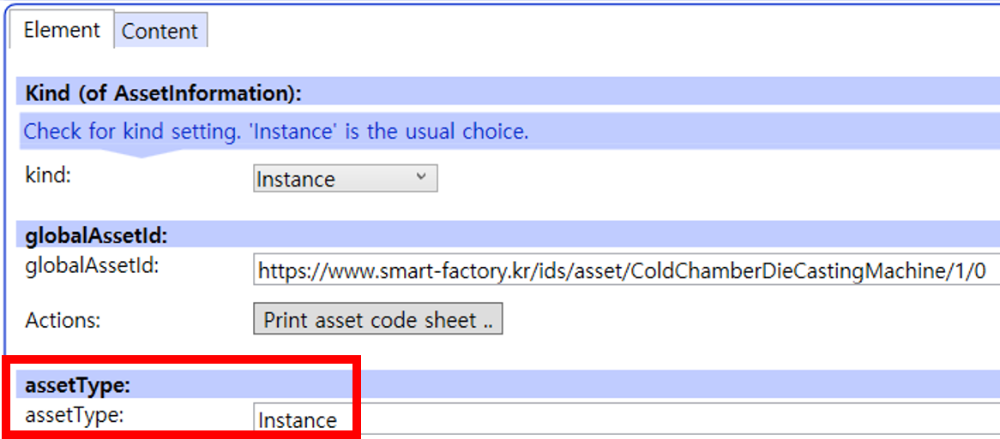 Element Content
Kind (of AssetInformation):
Check for kind setting. 'Instance' is the usual choice.
kind: Instance
globalAssetId:
globalAssetId: https://www.smart-factory.kr/ids/asset/ColdChamberDieCastingMachine/1/0
Actions: Print asset code sheet ..
assetType:
assetType: Instance